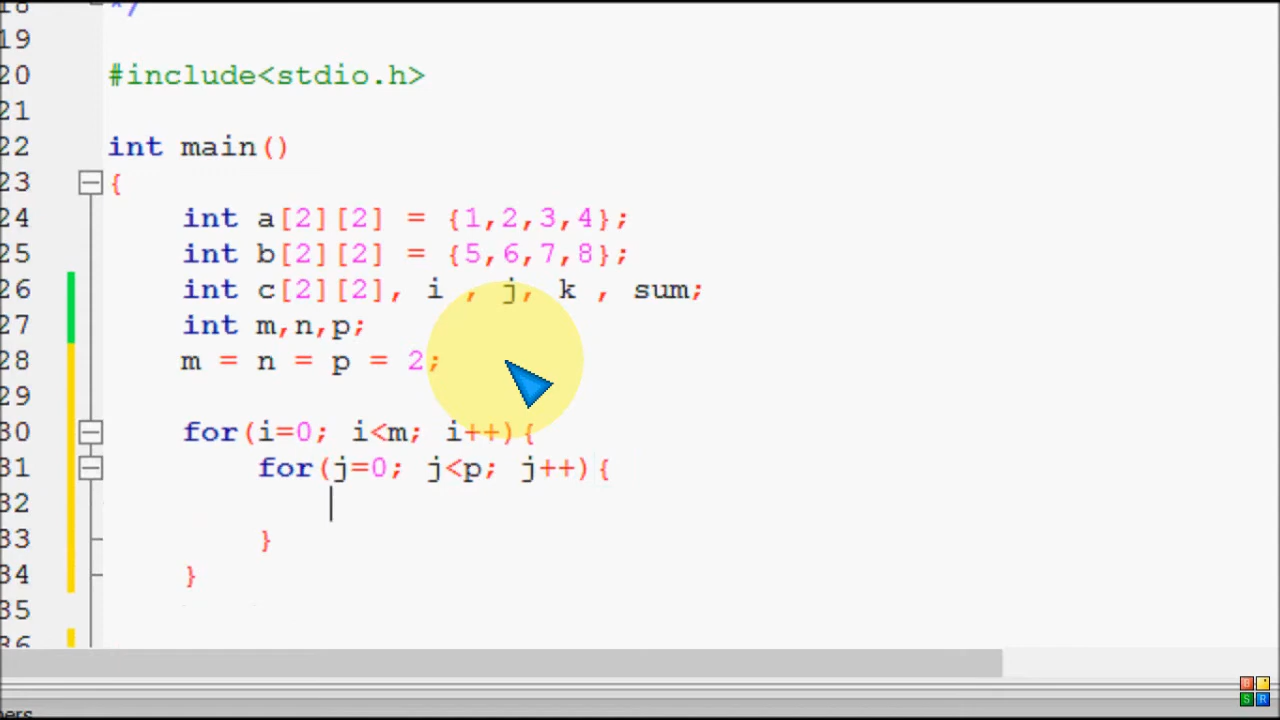 18 */
19
20 #include<stdio.h>
21
22 int main()
23 {
24 int a[2][2] = {1,2,3,4};
25 int b[2][2] = {5,6,7,8};
26 int c[2][2], i , j, k , sum;
27 int m,n,p;
28 m = n = p = 2;
29
30 for(i=0; i<m; i++){
31 for(j=0; j<p; j++){
32
33 }
34 }
35
36